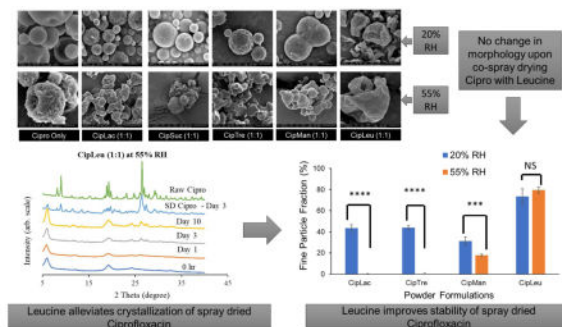 20%
RH
55%
RH
No change in
morphology upon
co-spray drying
Cipro with Leucine
Cipro Only
CipLac (1:1)
CipSuc (1:1)
CipTre (1:1)
CipMan (1:1)
CipLeu (1:1)
CipLeu (1:1) at 55% RH
Intensity (arb. scale)
Raw Cipro
SD Cipro - Day 3
Day 10
Day 5
Day 1
0 hr
5
15
25
35
45
2 Theta (degree)
Leucine alleviates crystallization of spray dried
Ciprofloxacin
Fine Particle Fraction (%)
100
80
60
40
20
0
20% RH
55% RH
****
****
***
NS
CipLac
CipTre
CipMan
CipLeu
Powder Formulations
Leucine improves stability of spray dried
Ciprofloxacin